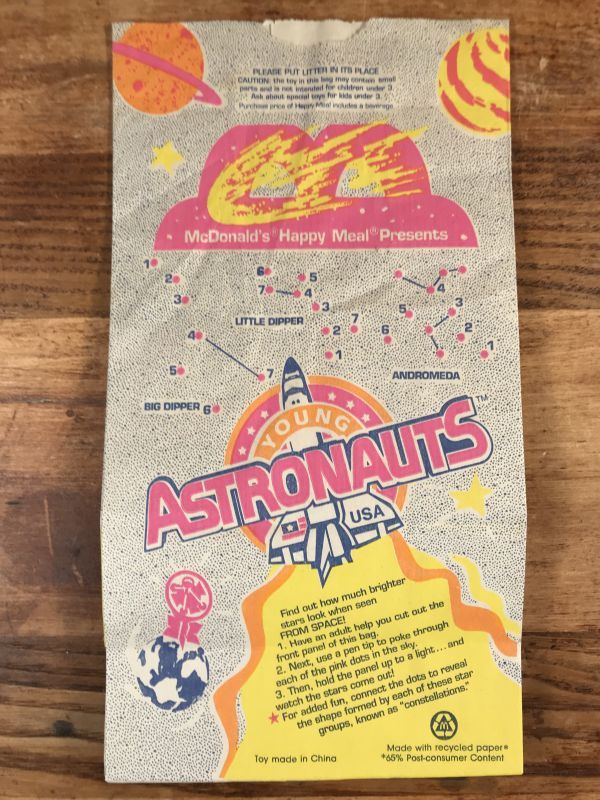 PLEASE PUT LITTER IN ITS PLACE
CAUTION: the toy in this bag may contain small
parts and is not intended for children under 3.
Ask about special toys for kids under 3.
Purchase price of Happy Meal includes a beverage
McDonald's® Happy Meal® Presents
1
2
3
4
5
6
7
BIG DIPPER
6
5
7
4
3
2
1
LITTLE DIPPER
4
5
3
7
6
2
1
ANDROMEDA
YOUNG
ASTRONAUTS™
USA
Find out how much brighter
stars look when seen
FROM SPACE!
1. Have an adult help you cut out the
front panel of this bag.
2. Next, use a pen tip to poke through
each of the pink dots in the sky.
3. Then, hold the panel up to a light...and
watch the stars come out!
★ For added fun, connect the dots to reveal
the shape formed by each of these star
groups, known as "constellations."
Toy made in China
Made with recycled paper*
*65% Post-consumer Content